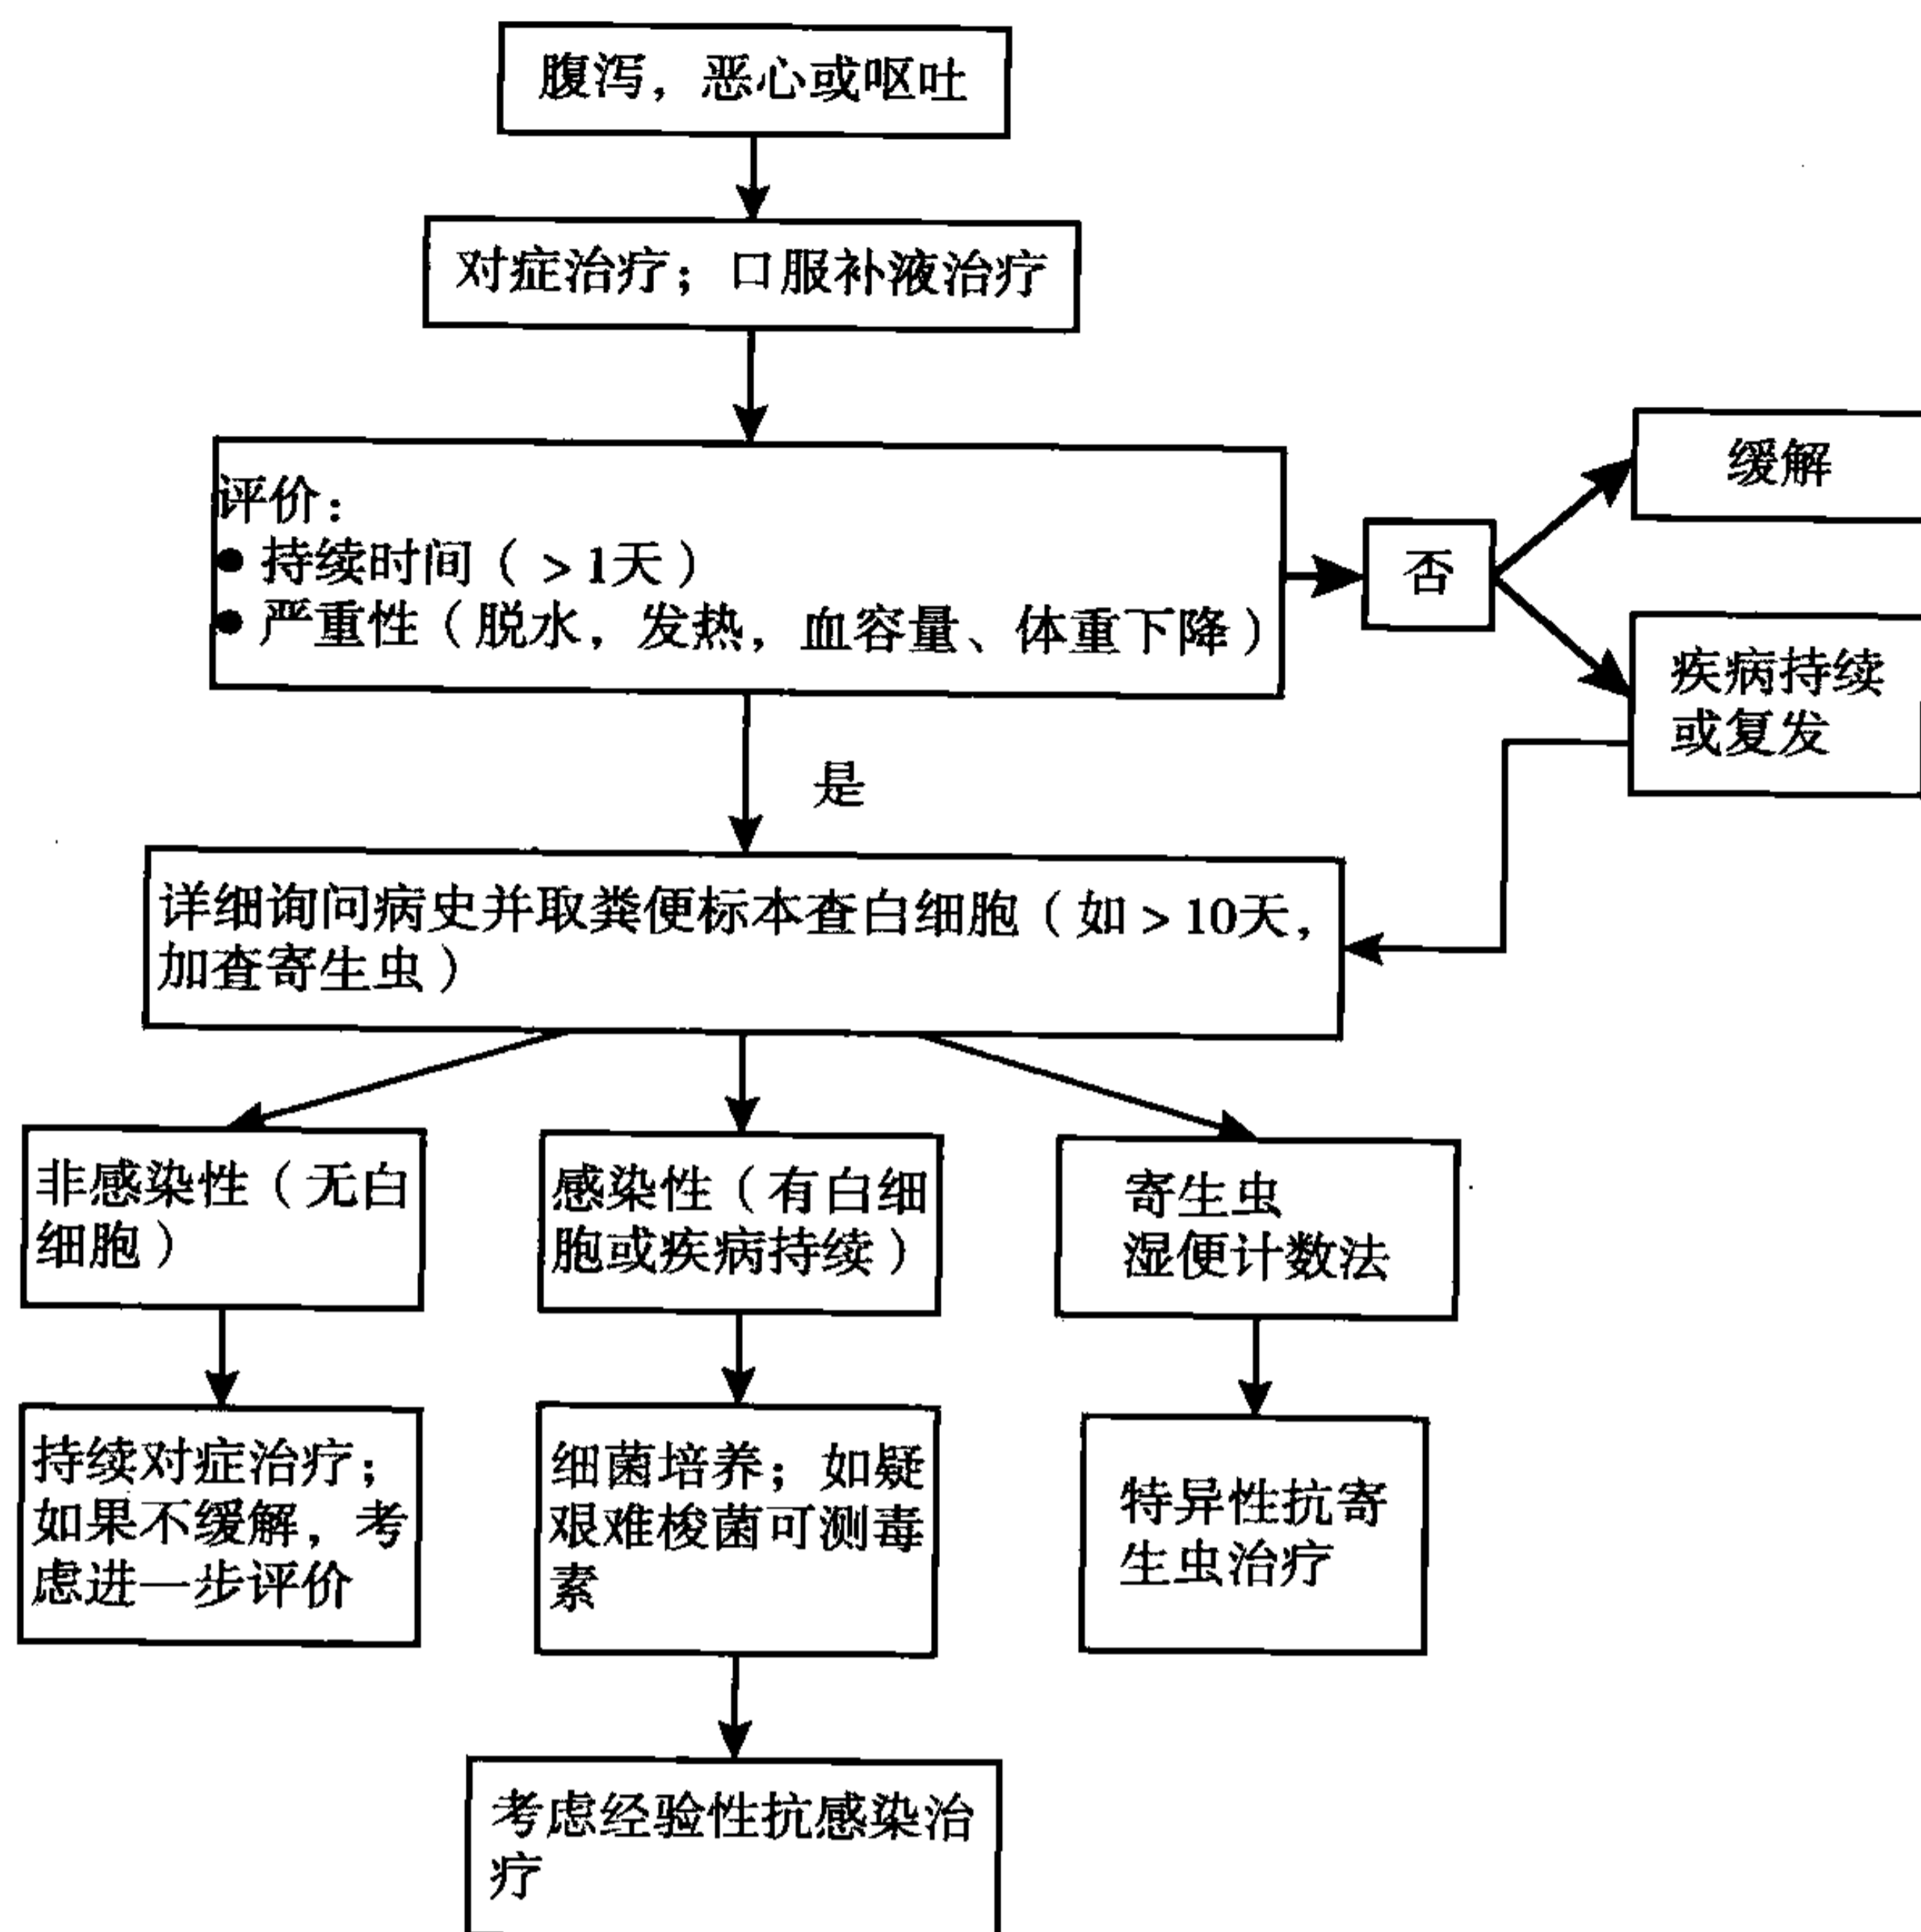 腹泻，恶心或呕吐
对症治疗；口服补液治疗
评价：
● 持续时间（＞1天）
● 严重性（脱水，发热，血容量、体重下降）
否
缓解
疾病持续
或复发
是
详细询问病史并取粪便标本查白细胞（如＞10天，
加查寄生虫）
非感染性（无白
细胞）
感染性（有白细
胞或疾病持续）
寄生虫
湿便计数法
持续对症治疗；
如果不缓解，考
虑进一步评价
细菌培养；如疑
艰难梭菌可测毒
素
特异性抗寄
生虫治疗
考虑经验性抗感染治
疗